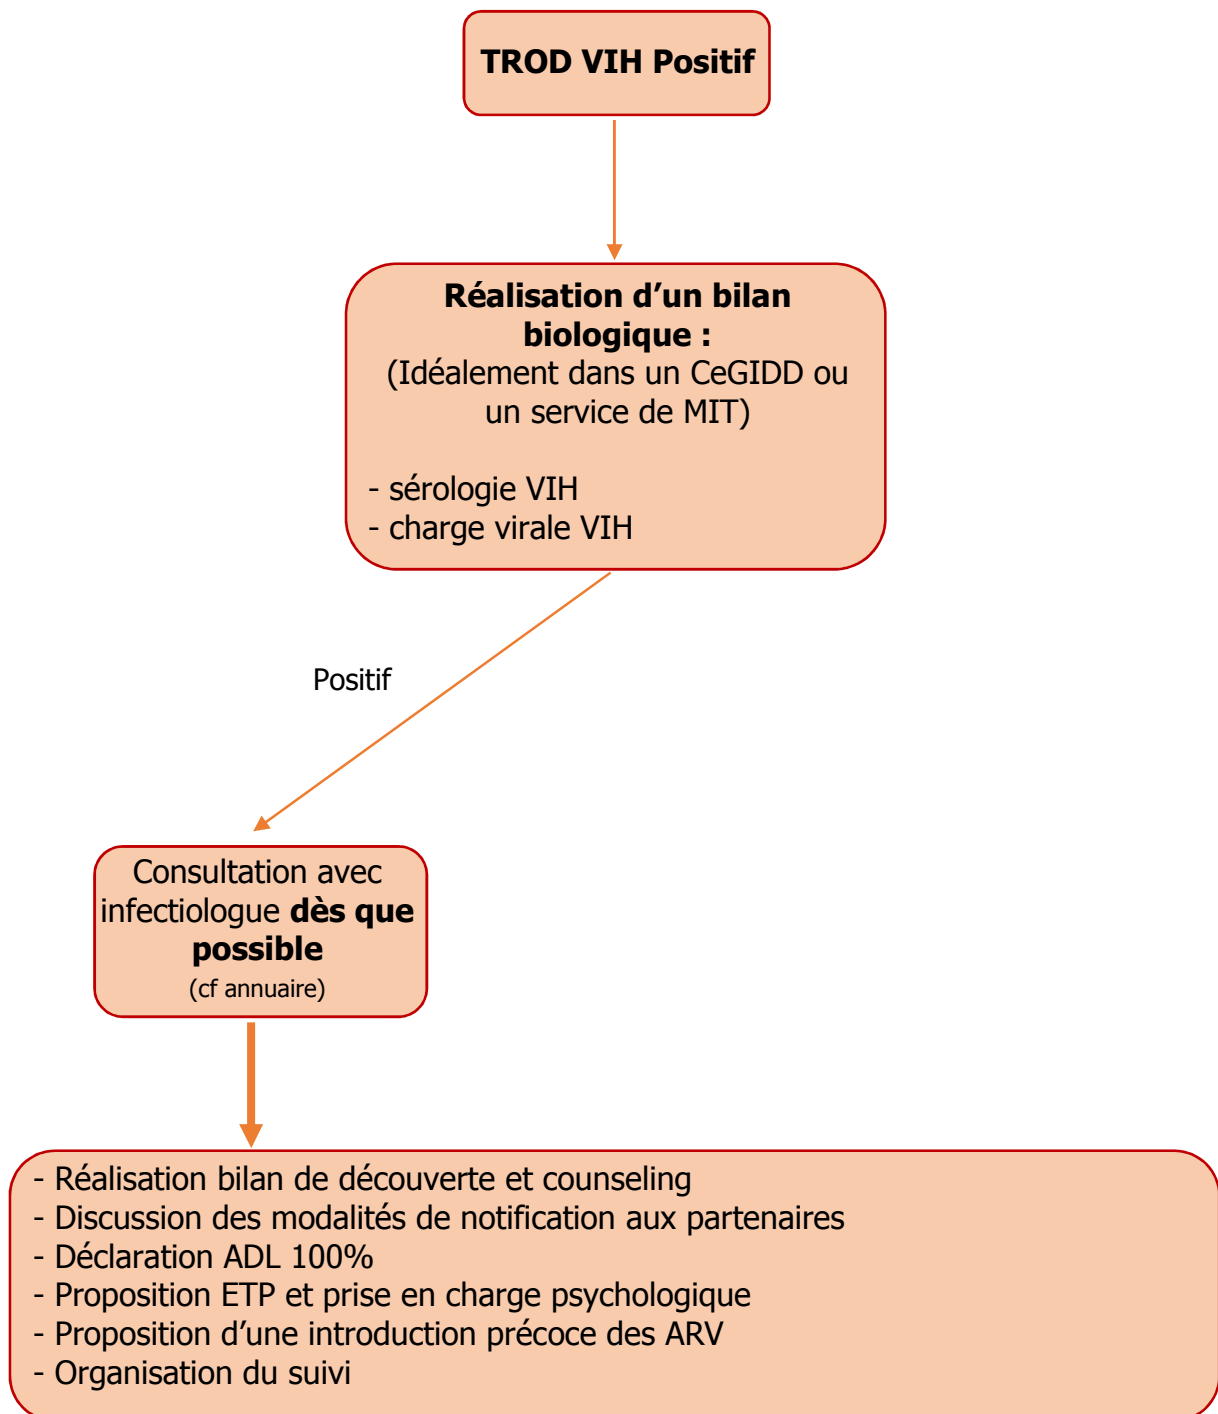 TROD VIH Positif
Réalisation d’un bilan
biologique :
(Idéalement dans un CeGIDD ou
un service de MIT)
- sérologie VIH
- charge virale VIH
Positif
Consultation avec
infectiologue dès que
possible
(cf annuaire)
- Réalisation bilan de découverte et counseling
- Discussion des modalités de notification aux partenaires
- Déclaration ADL 100%
- Proposition ETP et prise en charge psychologique
- Proposition d’une introduction précoce des ARV
- Organisation du suivi